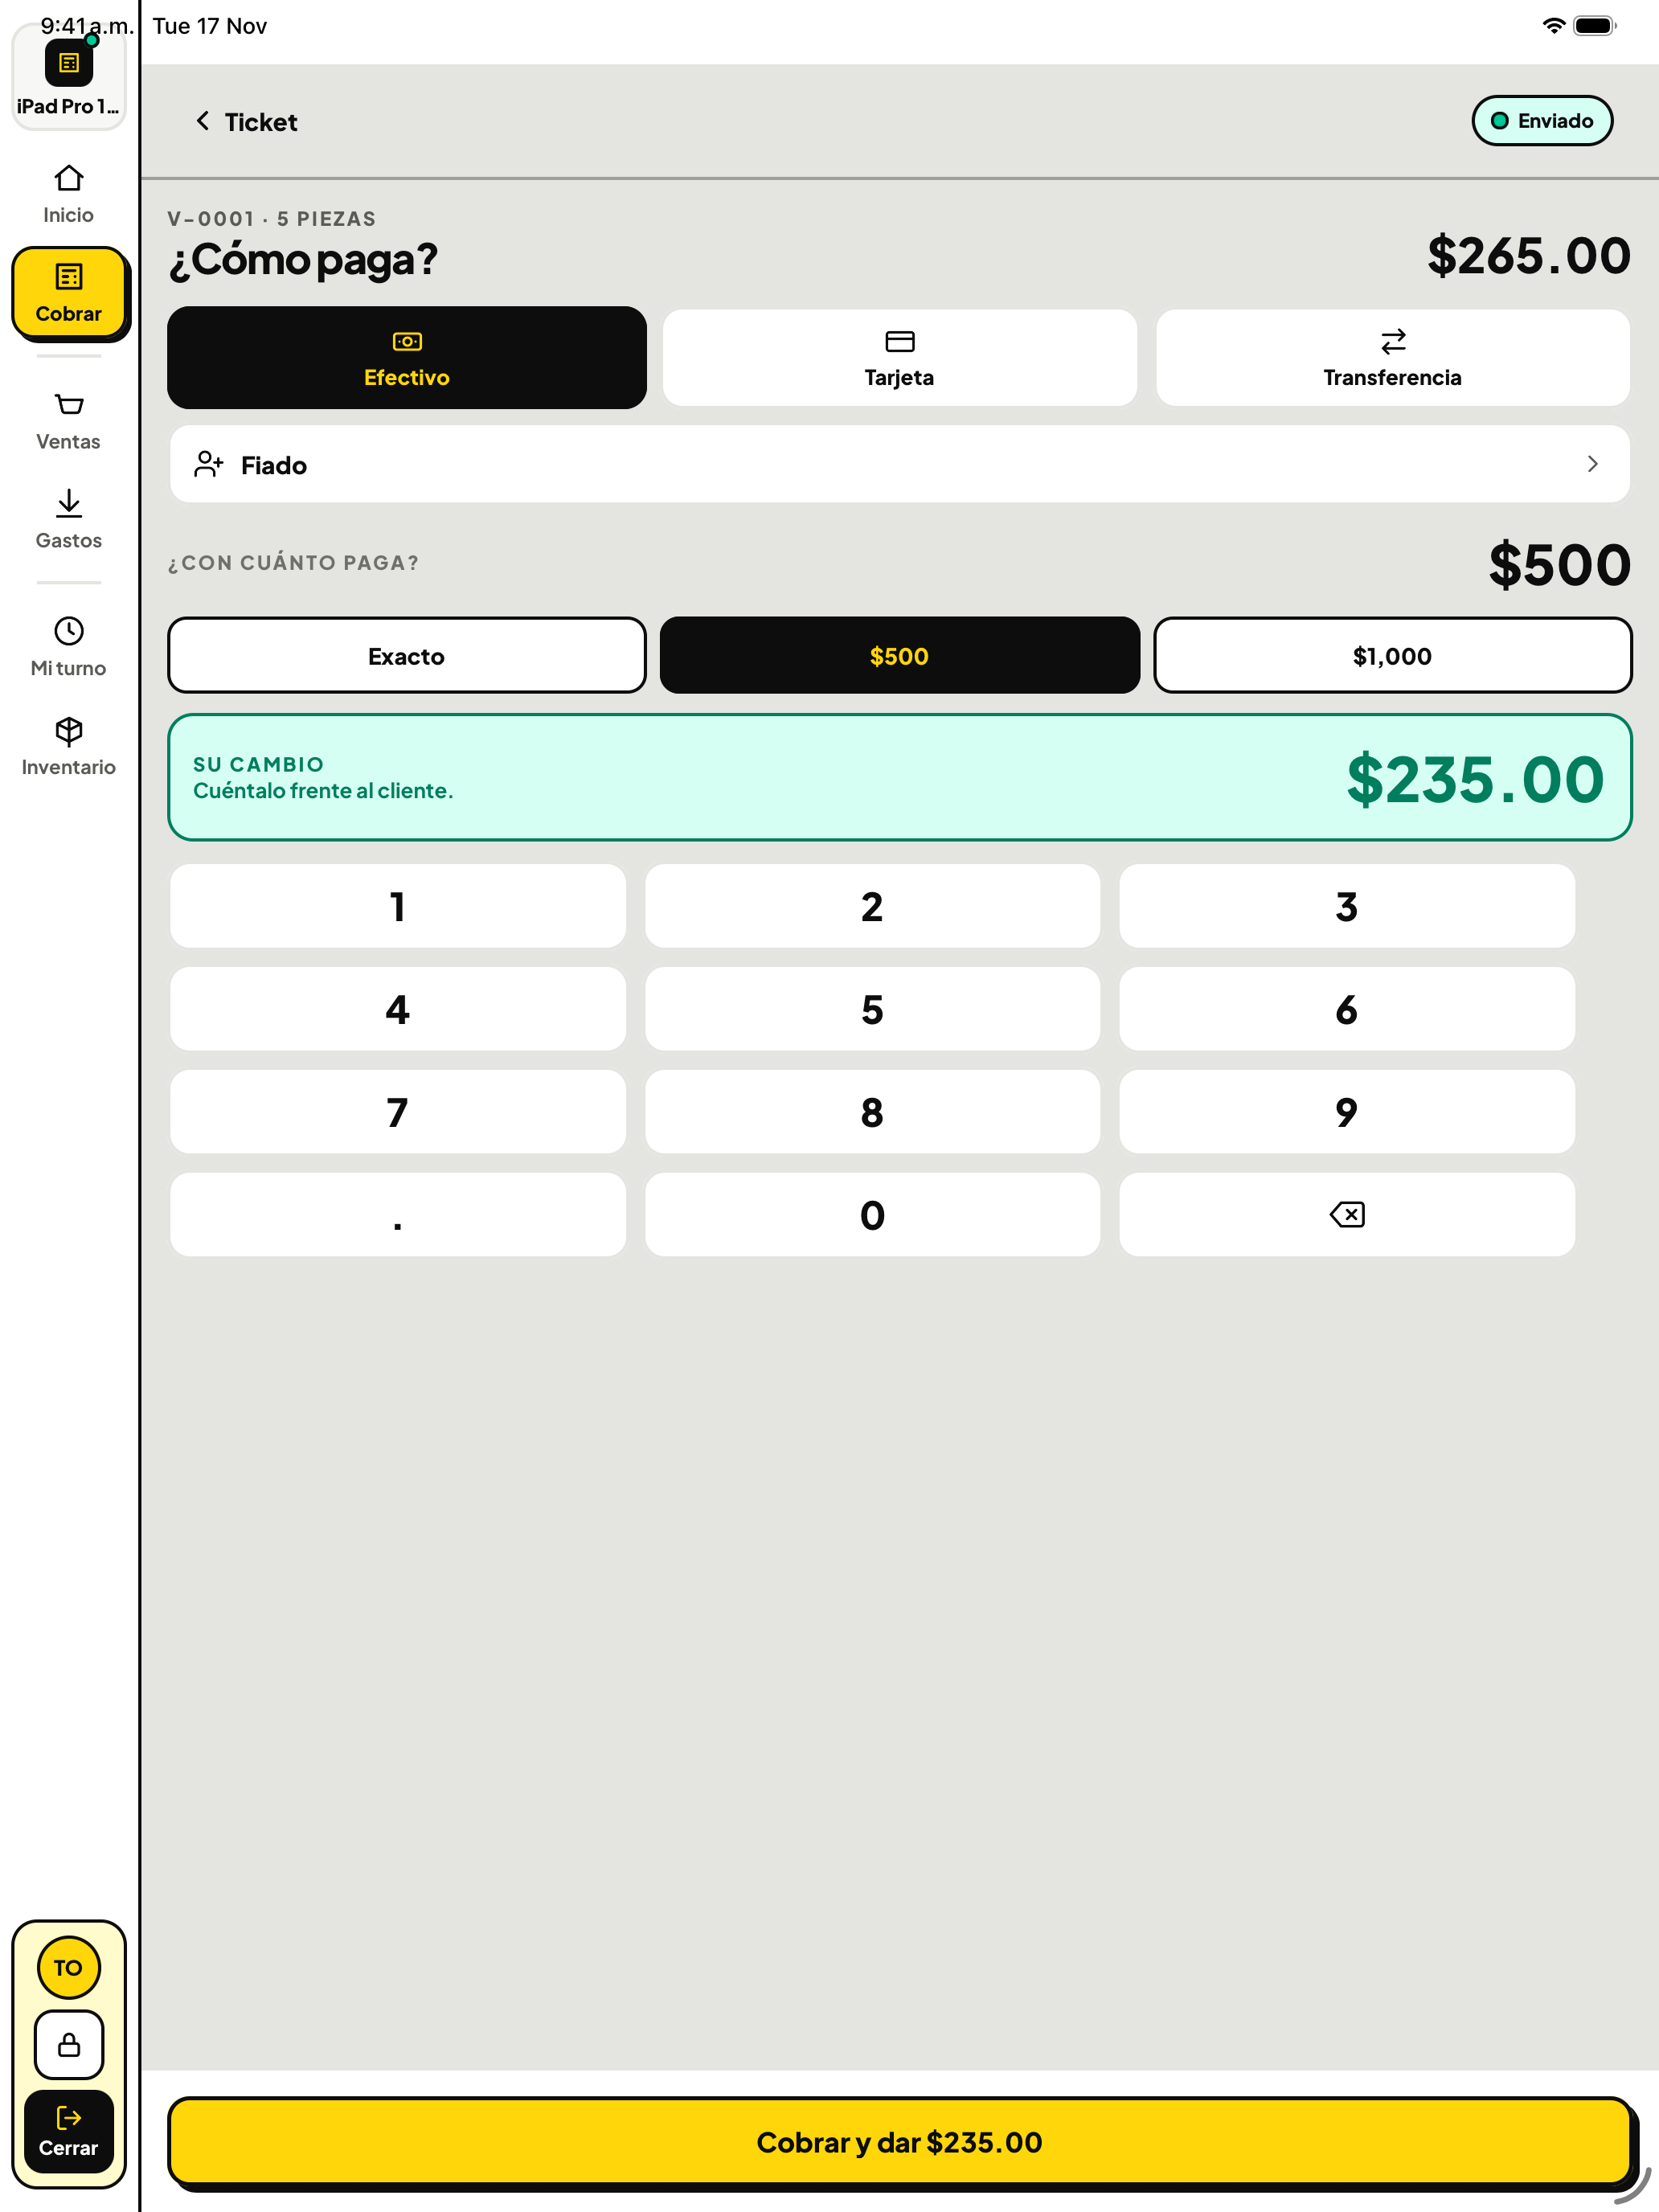 9:41 a.m. Tue 17 Nov
iPad Pro 1…
Inicio
Cobrar
Ventas
Gastos
Mi turno
Inventario
TO
Cerrar
Ticket
Enviado
V-0001 · 5 PIEZAS
¿Cómo paga?
$265.00
Efectivo
Tarjeta
Transferencia
Fiado
¿CON CUÁNTO PAGA?
$500
Exacto
$500
$1,000
SU CAMBIO
Cuéntalo frente al cliente.
$235.00
1 2 3
4 5 6
7 8 9
. 0
Cobrar y dar $235.00